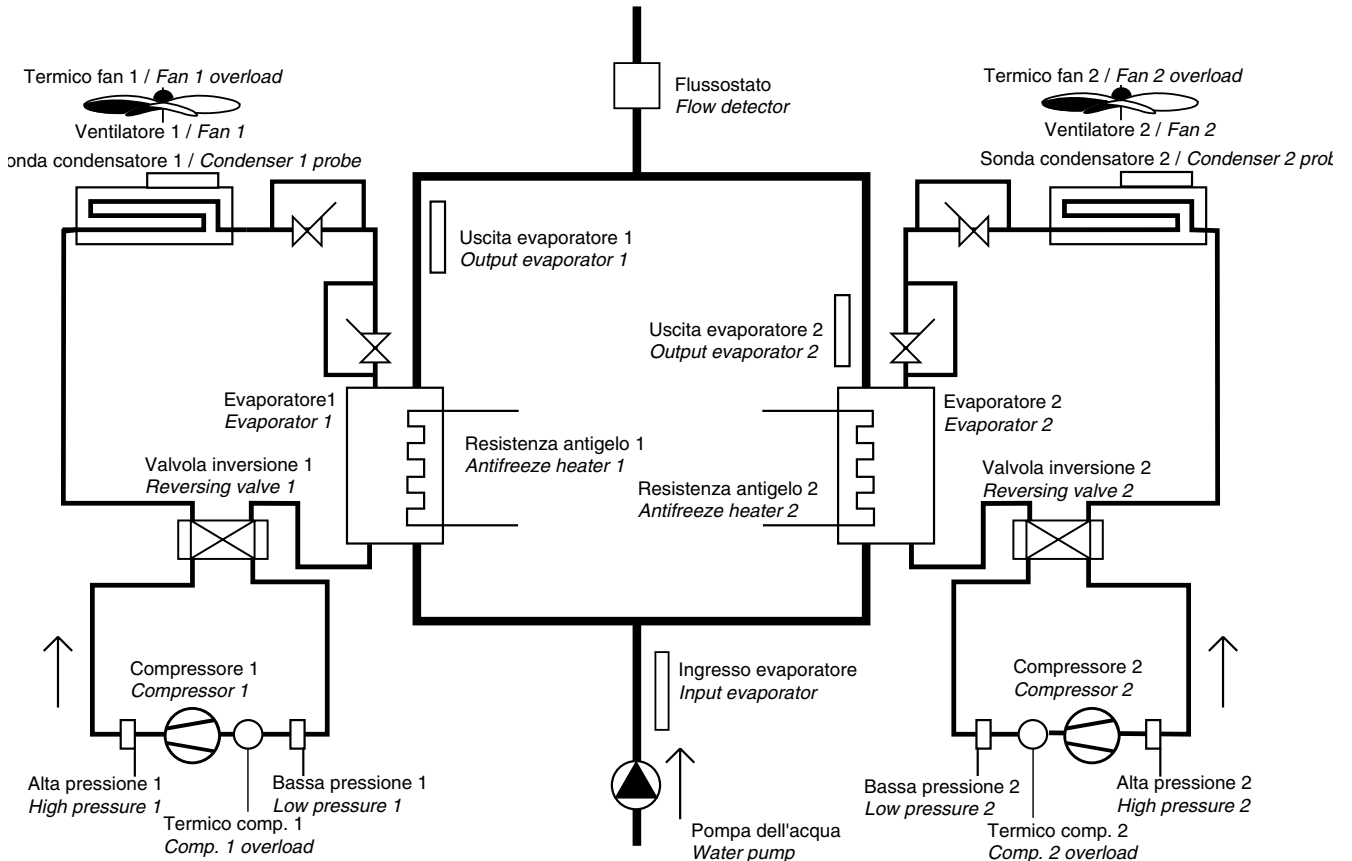 Termico fan 1 / Fan 1 overload
Ventilatore 1 / Fan 1
onda condensatore 1 / Condenser 1 probe
Flussostato
Flow detector
Termico fan 2 / Fan 2 overload
Ventilatore 2 / Fan 2
Sonda condensatore 2 / Condenser 2 prob
Uscita evaporatore 1
Output evaporator 1
Uscita evaporatore 2
Output evaporator 2
Evaporatore1
Evaporator 1
Evaporatore 2
Evaporator 2
Resistenza antigelo 1
Antifreeze heater 1
Valvola inversione 1
Reversing valve 1
Resistenza antigelo 2
Antifreeze heater 2
Valvola inversione 2
Reversing valve 2
Compressore 1
Compressor 1
Ingresso evaporatore
Input evaporator
Compressore 2
Compressor 2
Alta pressione 1
High pressure 1
Bassa pressione 1
Low pressure 1
Termico comp. 1
Comp. 1 overload
Pompa dell'acqua
Water pump
Bassa pressione 2
Low pressure 2
Alta pressione 2
High pressure 2
Termico comp. 2
Comp. 2 overload